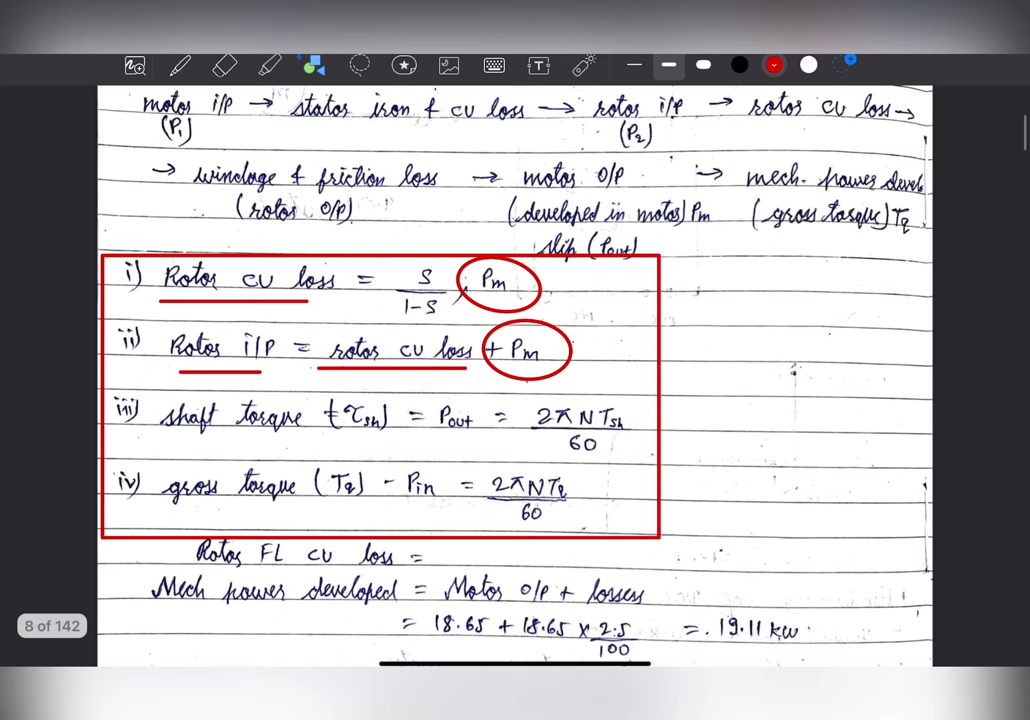 motor i/p → stator iron & cu loss → rotor i/p → rotor cu loss →
(P₁) (P₂)
→ windage & friction loss → motor O/P → mech. power devel
(rotor O/P) (developed in motor) Pm (gross torque) Tg
slip (Pout)
i) Rotor cu loss = S/(1-S) , Pm
ii) Rotor i/P = rotor cu loss + Pm
iii) shaft torque (τsh) = Pout = 2πNTsh/60
iv) gross torque (Tg) - Pin = 2πNTg/60
Rotor FL cu loss =
Mech power developed = Motor O/P + lossess
= 18.65 + 18.65 × 2.5/100 = 19.11 kw
8 of 142